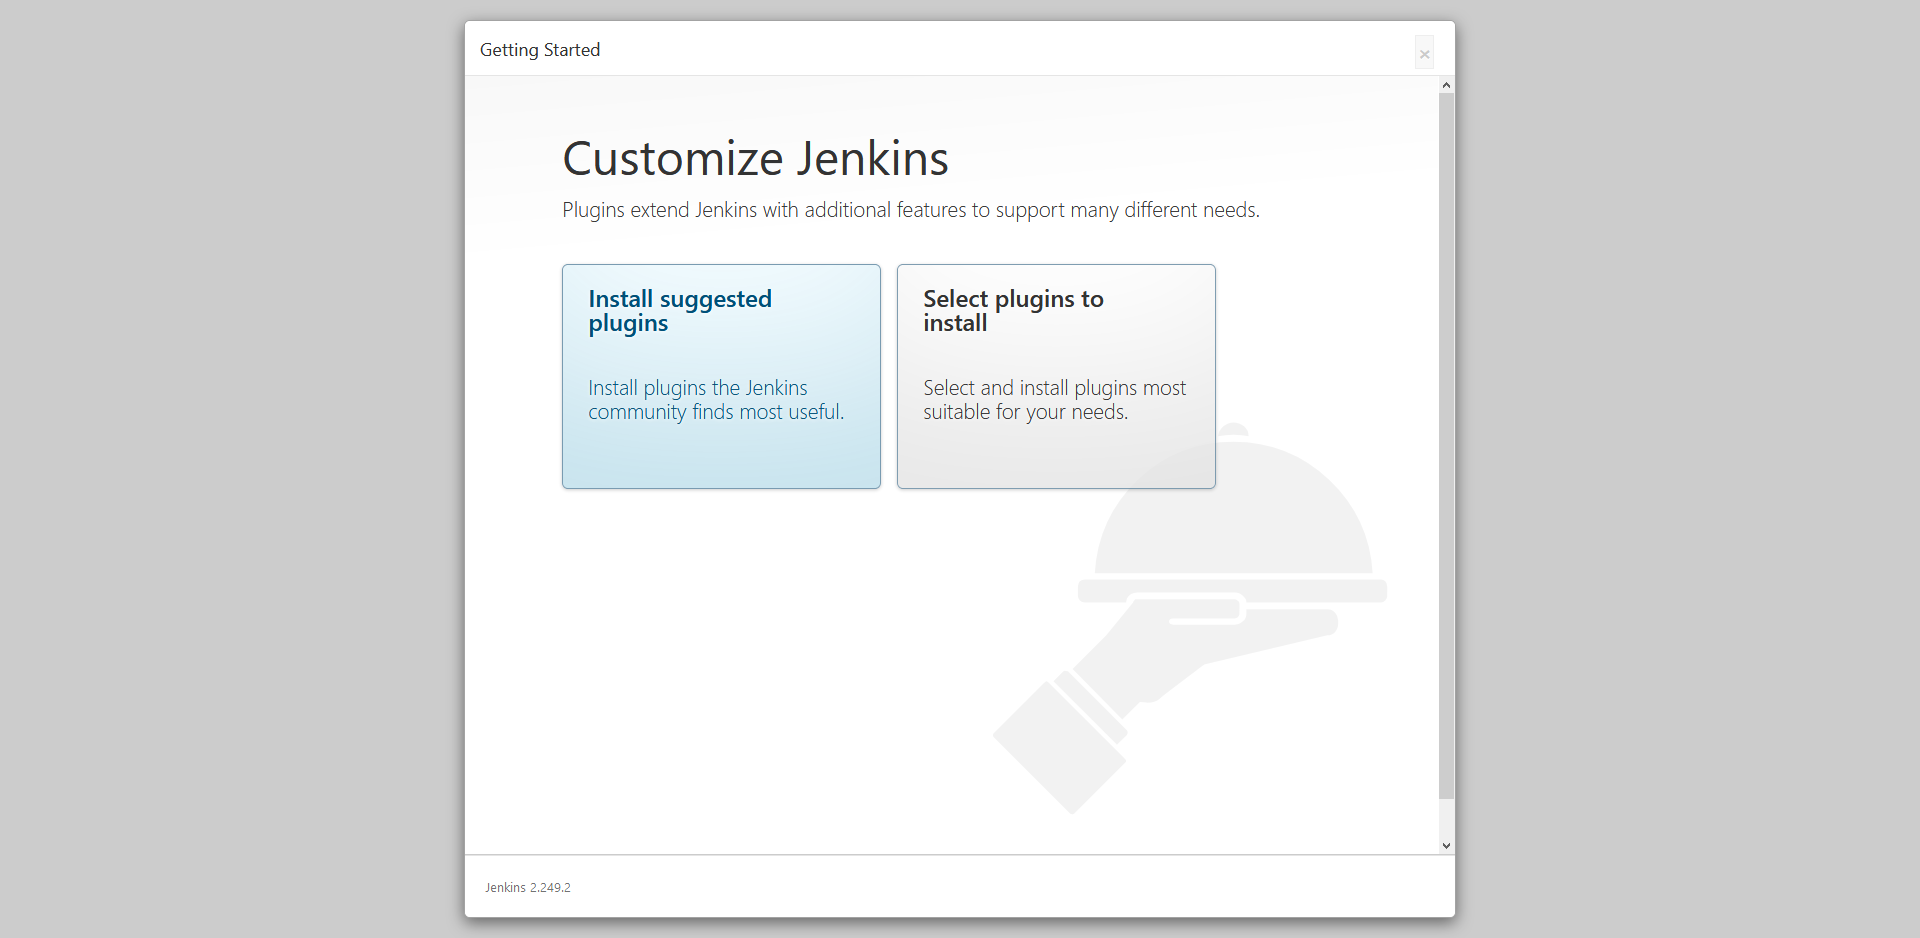 Getting Started
×
Customize Jenkins
Plugins extend Jenkins with additional features to support many different needs.
Install suggested
plugins
Install plugins the Jenkins
community finds most useful.
Select plugins to
install
Select and install plugins most
suitable for your needs.
Jenkins 2.249.2